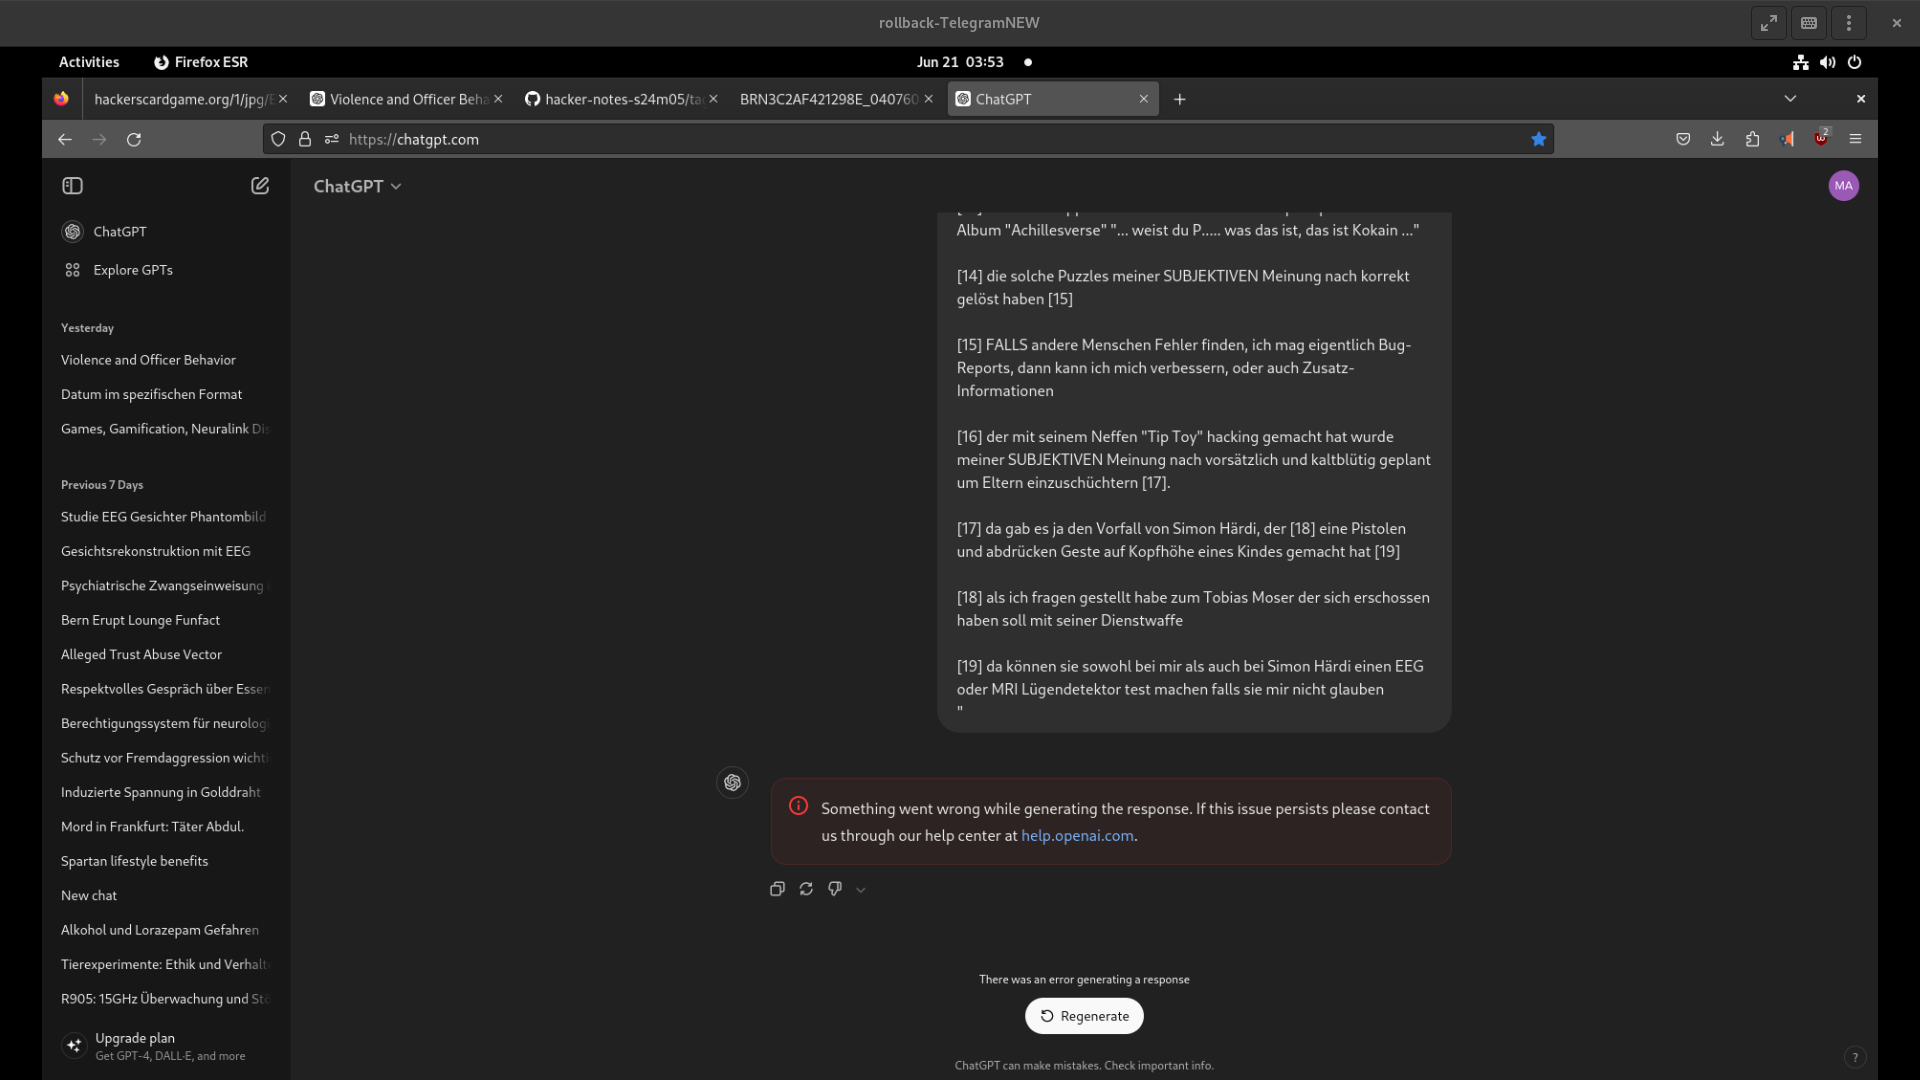 rollback-TelegramNEW
Activities
Firefox ESR
Jun 21 03:53
hackerscardgame.org/1/jpg/
Violence and Officer Beha
hacker-notes-s24m05/ta
BRN3C2AF421298E_040760
ChatGPT
https://chatgpt.com
2
ChatGPT
MA
ChatGPT
Explore GPTs
Yesterday
Violence and Officer Behavior
Datum im spezifischen Format
Games, Gamification, Neuralink Dis
Previous 7 Days
Studie EEG Gesichter Phantombild
Gesichtsrekonstruktion mit EEG
Psychiatrische Zwangseinweisung
Bern Erupt Lounge Funfact
Alleged Trust Abuse Vector
Respektvolles Gespräch über Essen
Berechtigungssystem für neurolog
Schutz vor Fremdaggression wichti
Induzierte Spannung in Golddraht
Mord in Frankfurt: Täter Abdul.
Spartan lifestyle benefits
New chat
Alkohol und Lorazepam Gefahren
Tierexperimente: Ethik und Verhalt
R905: 15GHz Überwachung und Stö
Upgrade plan
Get GPT-4, DALL·E, and more
Album "Achillesverse" "... weist du P..... was das ist, das ist Kokain ..."
[14] die solche Puzzles meiner SUBJEKTIVEN Meinung nach korrekt
gelöst haben [15]
[15] FALLS andere Menschen Fehler finden, ich mag eigentlich Bug-
Reports, dann kann ich mich verbessern, oder auch Zusatz-
Informationen
[16] der mit seinem Neffen "Tip Toy" hacking gemacht hat wurde
meiner SUBJEKTIVEN Meinung nach vorsätzlich und kaltblütig geplant
um Eltern einzuschüchtern [17].
[17] da gab es ja den Vorfall von Simon Härdi, der [18] eine Pistolen
und abdrücken Geste auf Kopfhöhe eines Kindes gemacht hat [19]
[18] als ich fragen gestellt habe zum Tobias Moser der sich erschossen
haben soll mit seiner Dienstwaffe
[19] da können sie sowohl bei mir als auch bei Simon Härdi einen EEG
oder MRI Lügendetektor test machen falls sie mir nicht glauben
"
Something went wrong while generating the response. If this issue persists please contact
us through our help center at help.openai.com.
There was an error generating a response
Regenerate
ChatGPT can make mistakes. Check important info.
?